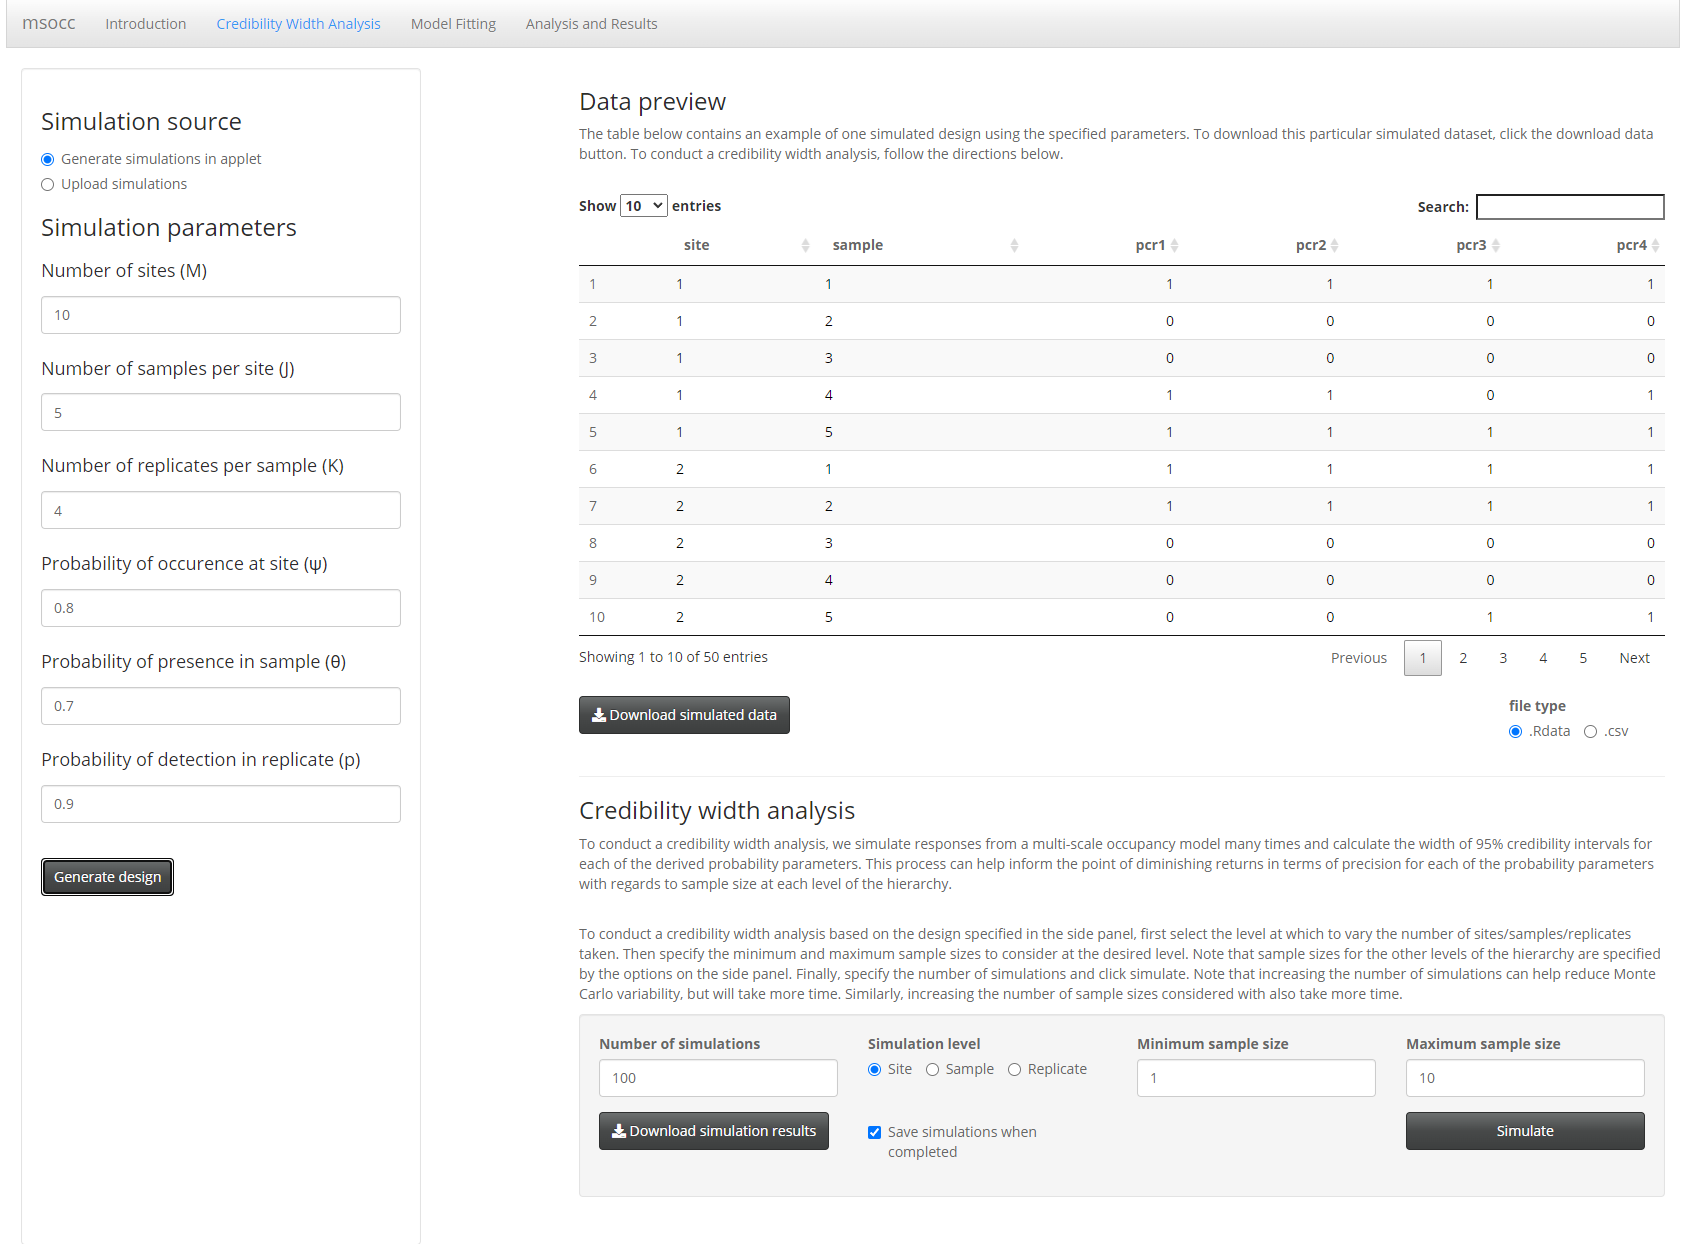 msocc Introduction Credibility Width Analysis Model Fitting Analysis and Results
Simulation source
Generate simulations in applet
Upload simulations
Simulation parameters
Number of sites (M)
10
Number of samples per site (J)
5
Number of replicates per sample (K)
4
Probability of occurence at site (ψ)
0.8
Probability of presence in sample (θ)
0.7
Probability of detection in replicate (p)
0.9
Generate design
Data preview
The table below contains an example of one simulated design using the specified parameters. To download this particular simulated dataset, click the download data
button. To conduct a credibility width analysis, follow the directions below.
Show 10 entries Search:
site sample pcr1 pcr2 pcr3 pcr4
1 1 1 1 1 1 1
2 1 2 0 0 0 0
3 1 3 0 0 0 0
4 1 4 1 1 0 1
5 1 5 1 1 1 1
6 2 1 1 1 1 1
7 2 2 1 1 1 1
8 2 3 0 0 0 0
9 2 4 0 0 0 0
10 2 5 0 0 1 1
Showing 1 to 10 of 50 entries Previous 1 2 3 4 5 Next
Download simulated data
file type
.Rdata .csv
Credibility width analysis
To conduct a credibility width analysis, we simulate responses from a multi-scale occupancy model many times and calculate the width of 95% credibility intervals for
each of the derived probability parameters. This process can help inform the point of diminishing returns in terms of precision for each of the probability parameters
with regards to sample size at each level of the hierarchy.
To conduct a credibility width analysis based on the design specified in the side panel, first select the level at which to vary the number of sites/samples/replicates
taken. Then specify the minimum and maximum sample sizes to consider at the desired level. Note that sample sizes for the other levels of the hierarchy are specified
by the options on the side panel. Finally, specify the number of simulations and click simulate. Note that increasing the number of simulations can help reduce Monte
Carlo variability, but will take more time. Similarly, increasing the number of sample sizes considered with also take more time.
Number of simulations Simulation level Minimum sample size Maximum sample size
100 Site Sample Replicate 1 10
Download simulation results Save simulations when Simulate
completed